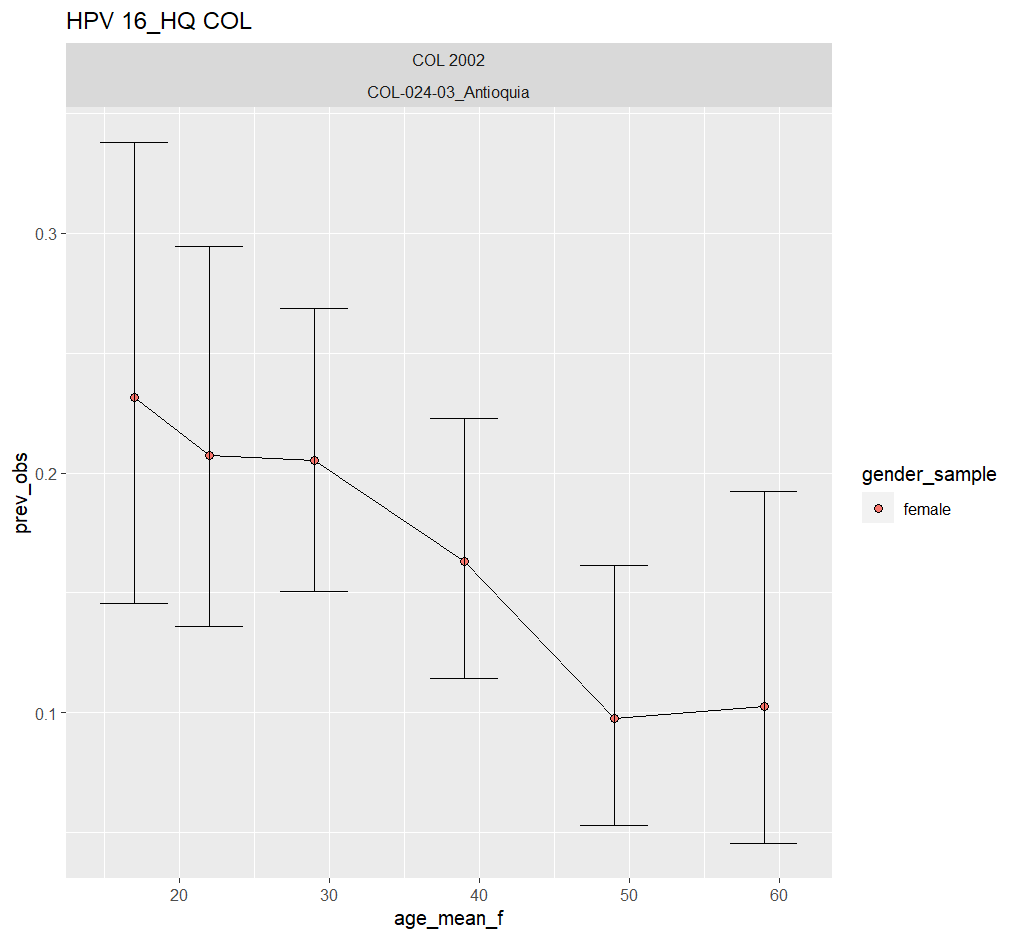 HPV 16_HQ COL
COL 2002
COL-024-03_Antioquia
0.3
0.2
0.1
prev_obs
20 30 40 50 60
age_mean_f
gender_sample
female